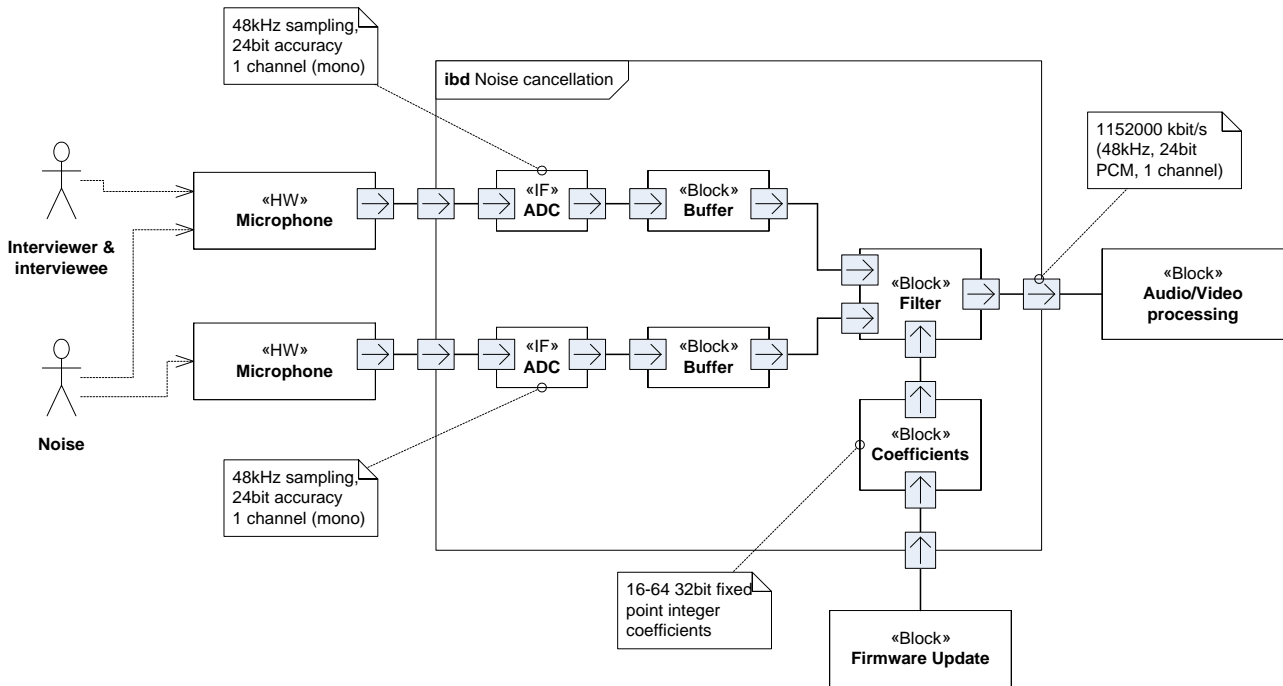 48kHz sampling,
24bit accuracy
1 channel (mono)
ibd Noise cancellation
1152000 kbit/s
(48kHz, 24bit
PCM, 1 channel)
Interviewer &
interviewee
«HW»
Microphone
«IF»
ADC
«Block»
Buffer
«Block»
Filter
«Block»
Audio/Video
processing
Noise
«HW»
Microphone
«IF»
ADC
«Block»
Buffer
«Block»
Coefficients
48kHz sampling,
24bit accuracy
1 channel (mono)
16-64 32bit fixed
point integer
coefficients
«Block»
Firmware Update